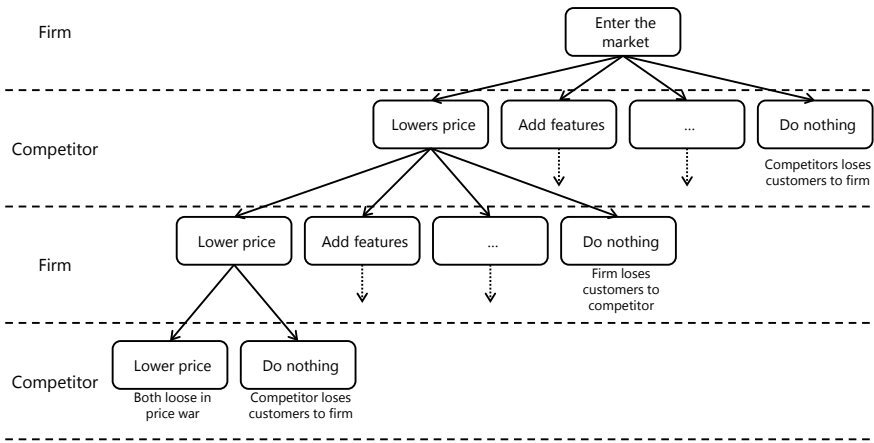 Firm
Enter the
market
Competitor
Lowers price
Add features
...
Do nothing
Competitors loses
customers to firm
Firm
Lower price
Add features
...
Do nothing
Firm loses
customers to
competitor
Competitor
Lower price
Do nothing
Both loose in
price war
Competitor loses
customers to firm